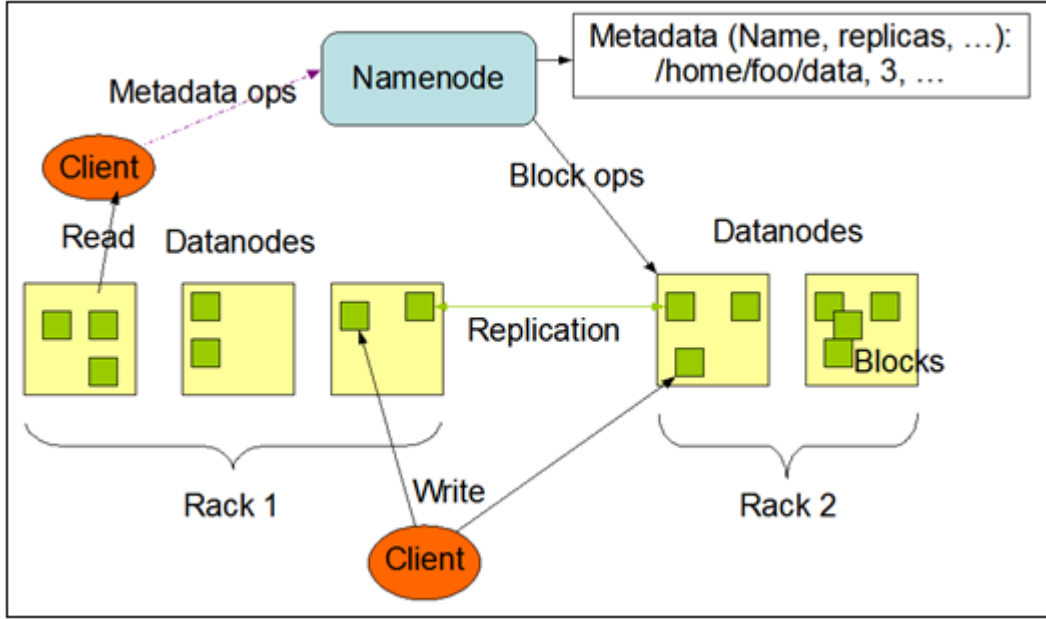 Metadata (Name, replicas, …):
/home/foo/data, 3, …
Namenode
Metadata ops
Client
Block ops
Read
Datanodes
Datanodes
Replication
Blocks
Rack 1
Write
Rack 2
Client